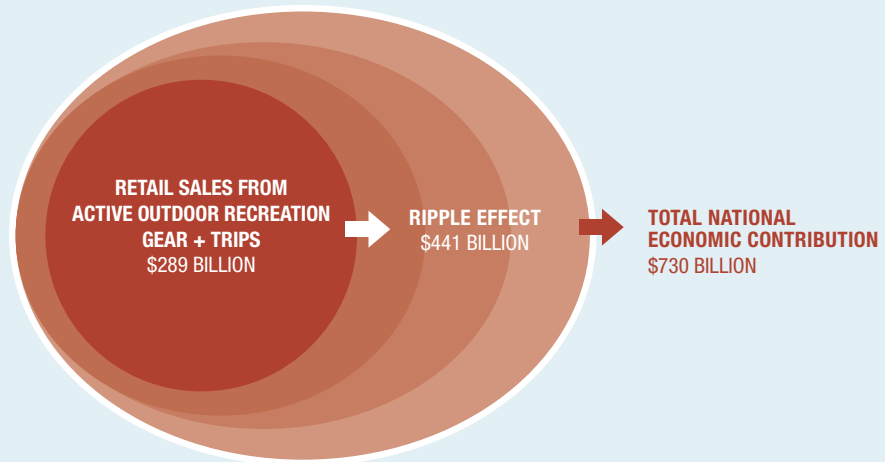 RETAIL SALES FROM
ACTIVE OUTDOOR RECREATION
GEAR + TRIPS
$289 BILLION
RIPPLE EFFECT
$441 BILLION
TOTAL NATIONAL
ECONOMIC CONTRIBUTION
$730 BILLION